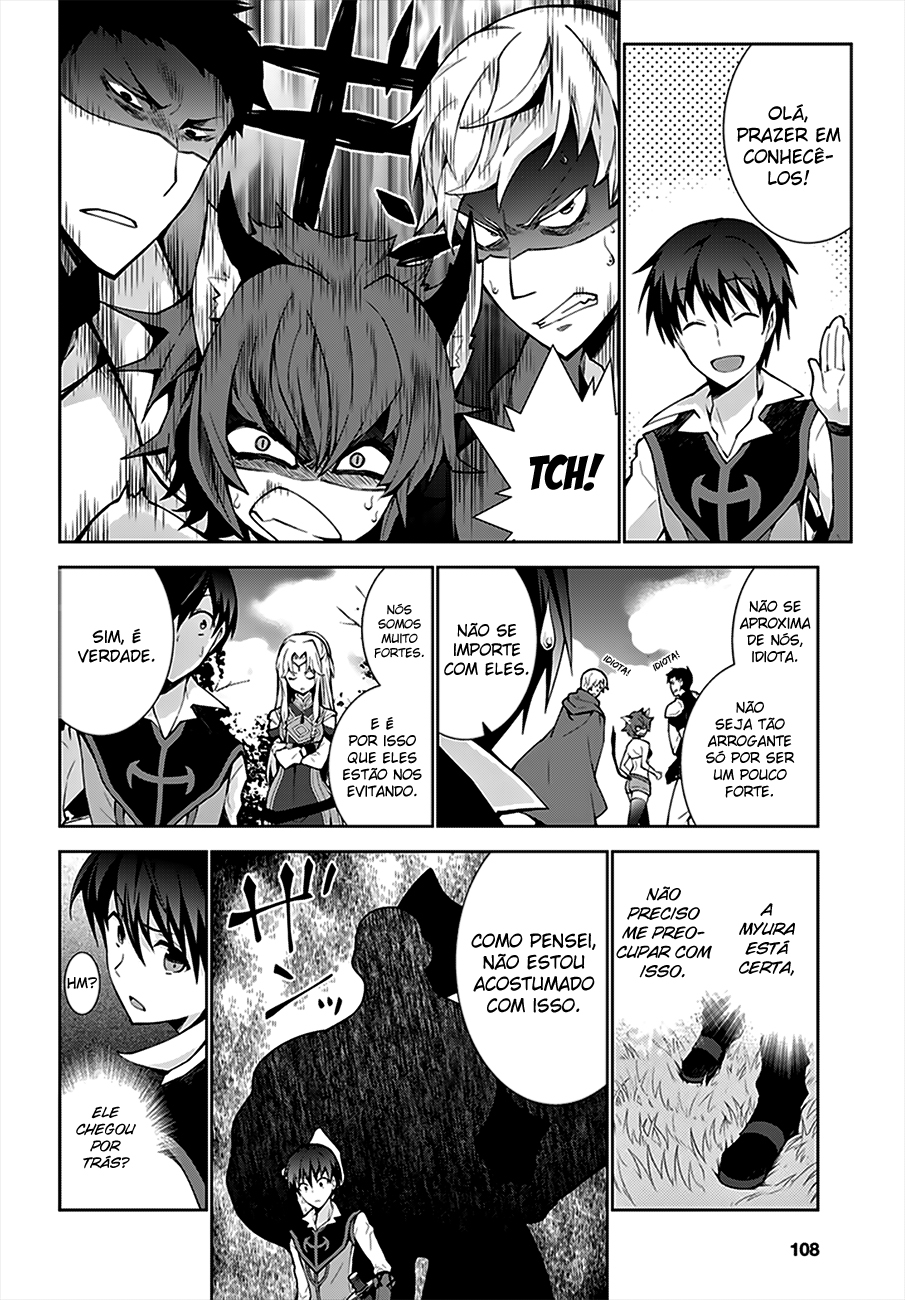 OLÁ,
PRAZER EM
CONHECÊ-
LOS!
TCH!
NÃO SE
APROXIMA
DE NÓS,
IDIOTA.
NÃO
SEJA TÃO
ARROGANTE
SÓ POR SER
UM POUCO
FORTE.
IDIOTA!
IDIOTA!
NÃO SE
IMPORTE
COM ELES.
NÓS
SOMOS
MUITO
FORTES.
E É
POR ISSO
QUE ELES
ESTÃO NOS
EVITANDO.
SIM, É
VERDADE.
A
MYURA
ESTÁ
CERTA,
NÃO
PRECISO
ME PREO-
CUPAR COM
ISSO.
COMO PENSEI,
NÃO ESTOU
ACOSTUMADO
COM ISSO.
ザンッ
HM?
ELE
CHEGOU
POR
TRÁS?
108